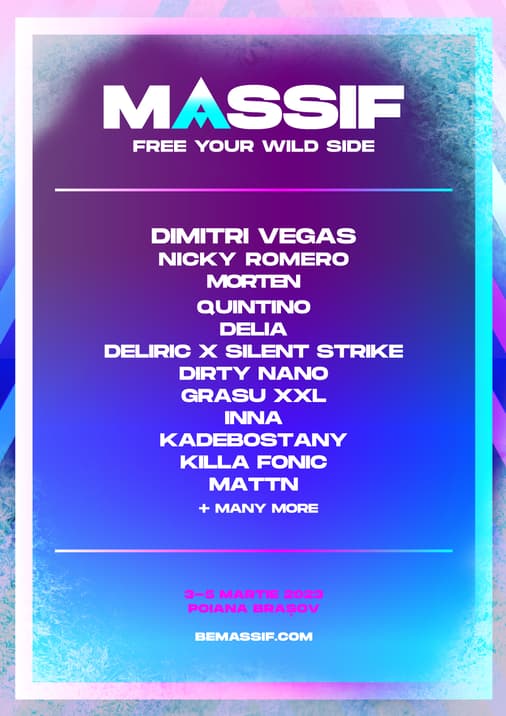 MASSIF
FREE YOUR WILD SIDE
DIMITRI VEGAS
NICKY ROMERO
MORTEN
QUINTINO
DELIA
DELIRIC X SILENT STRIKE
DIRTY NANO
GRASU XXL
INNA
KADEBOSTANY
KILLA FONIC
MATTN
+ MANY MORE
3-5 MARTIE 2023
POIANA BRAȘOV
BEMASSIF.COM